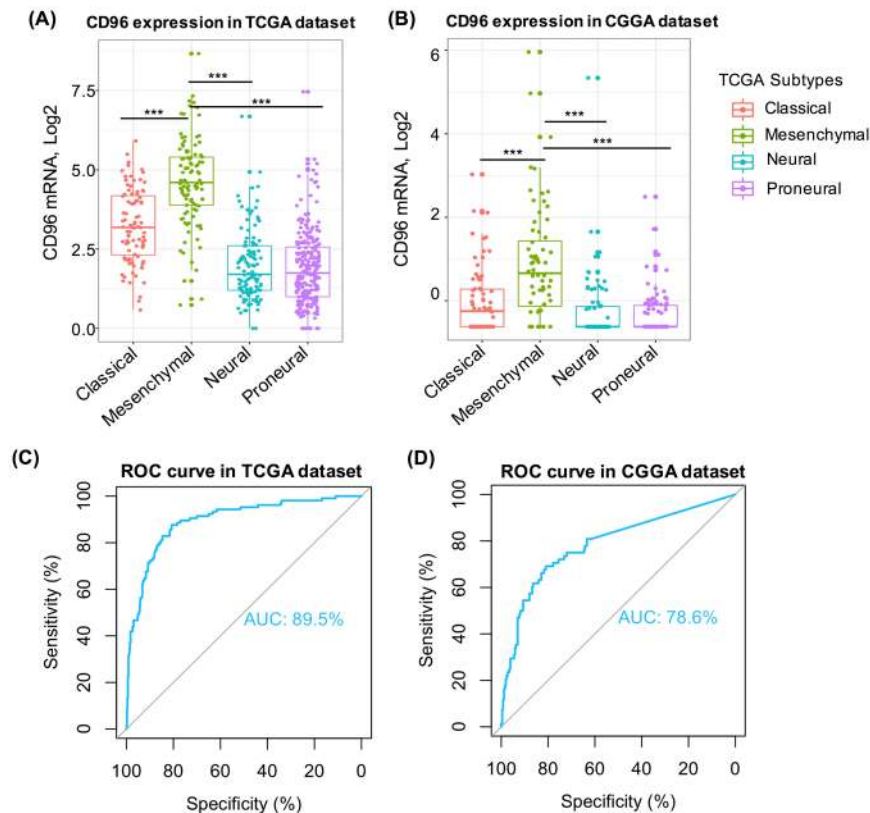 (A)
CD96 expression in TCGA dataset
CD96 mRNA, Log2
7.5
5.0
2.5
0.0
***
***
***
Classical
Mesenchymal
Neural
Proneural
(B)
CD96 expression in CGGA dataset
CD96 mRNA, Log2
6
4
2
0
***
***
***
Classical
Mesenchymal
Neural
Proneural
TCGA Subtypes
Classical
Mesenchymal
Neural
Proneural
(C)
ROC curve in TCGA dataset
Sensitivity (%)
100
80
60
40
20
0
AUC: 89.5%
100 80 60 40 20 0
Specificity (%)
(D)
ROC curve in CGGA dataset
Sensitivity (%)
100
80
60
40
20
0
AUC: 78.6%
100 80 60 40 20 0
Specificity (%)